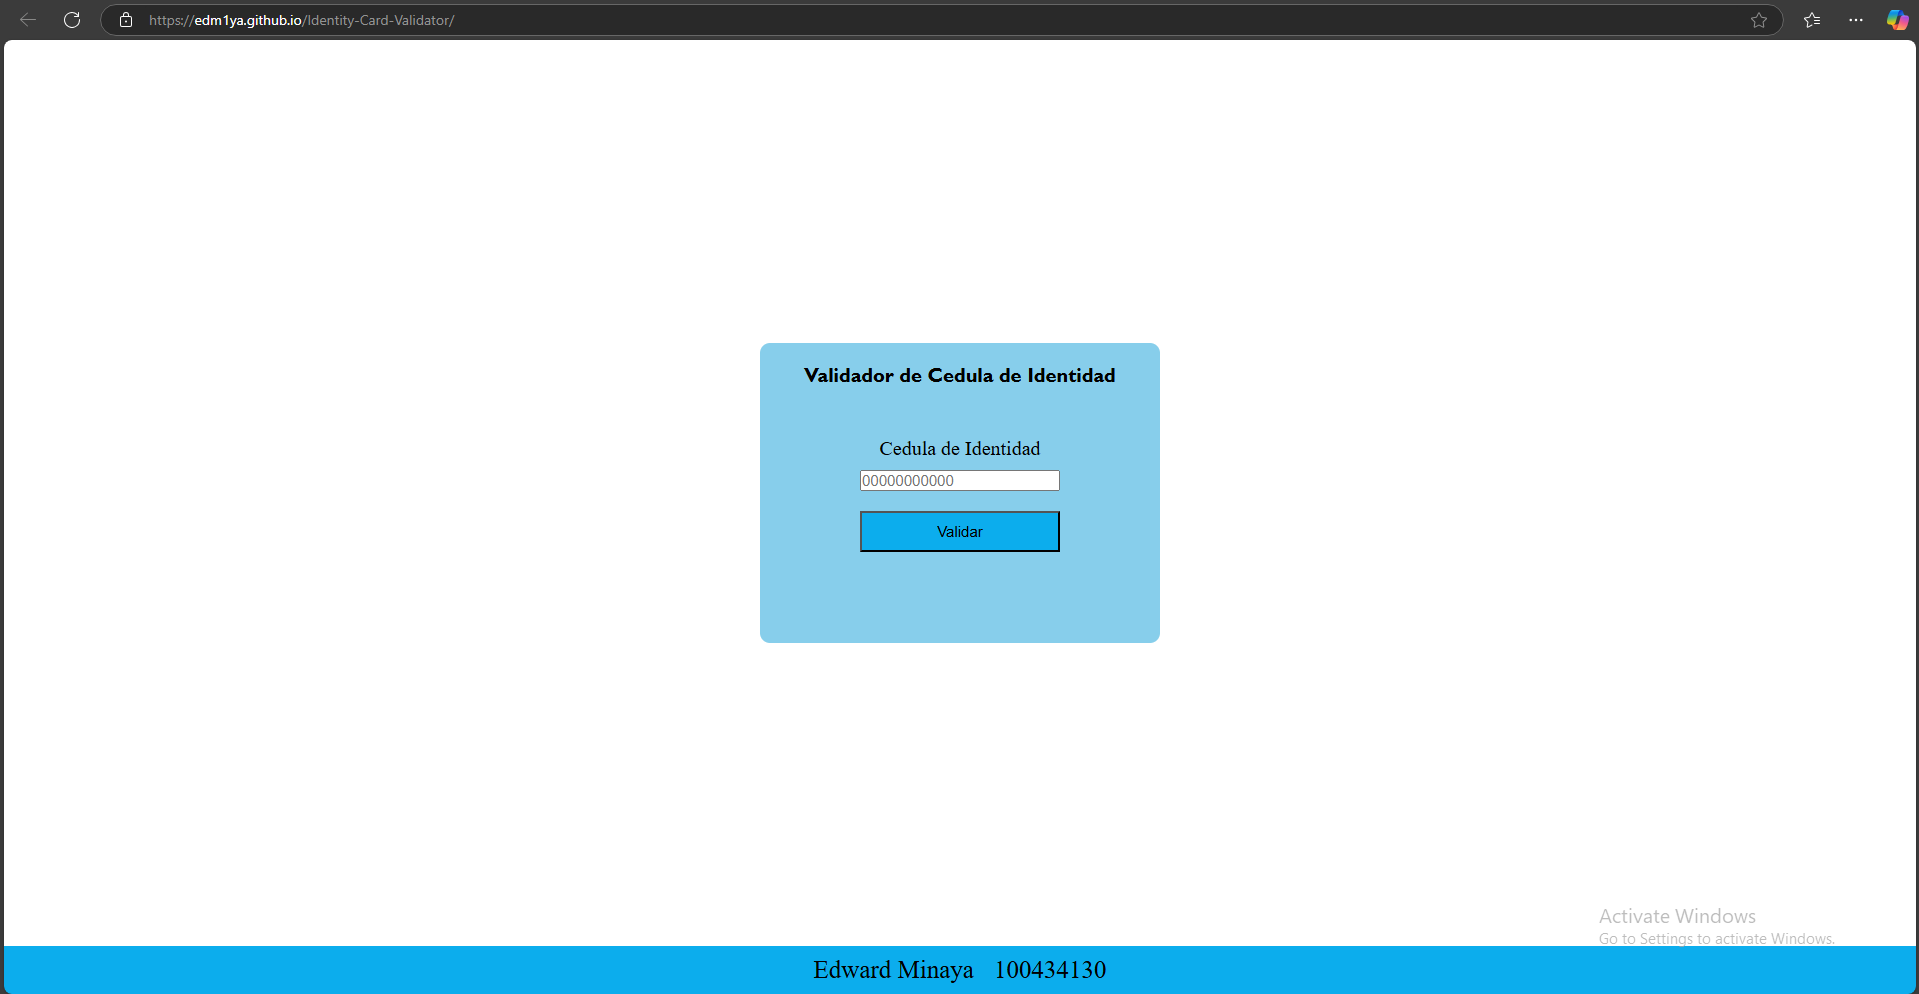 https://edm1ya.github.io/Identity-Card-Validator/
Validador de Cedula de Identidad
Cedula de Identidad
00000000000
Validar
Activate Windows
Go to Settings to activate Windows.
Edward Minaya 100434130